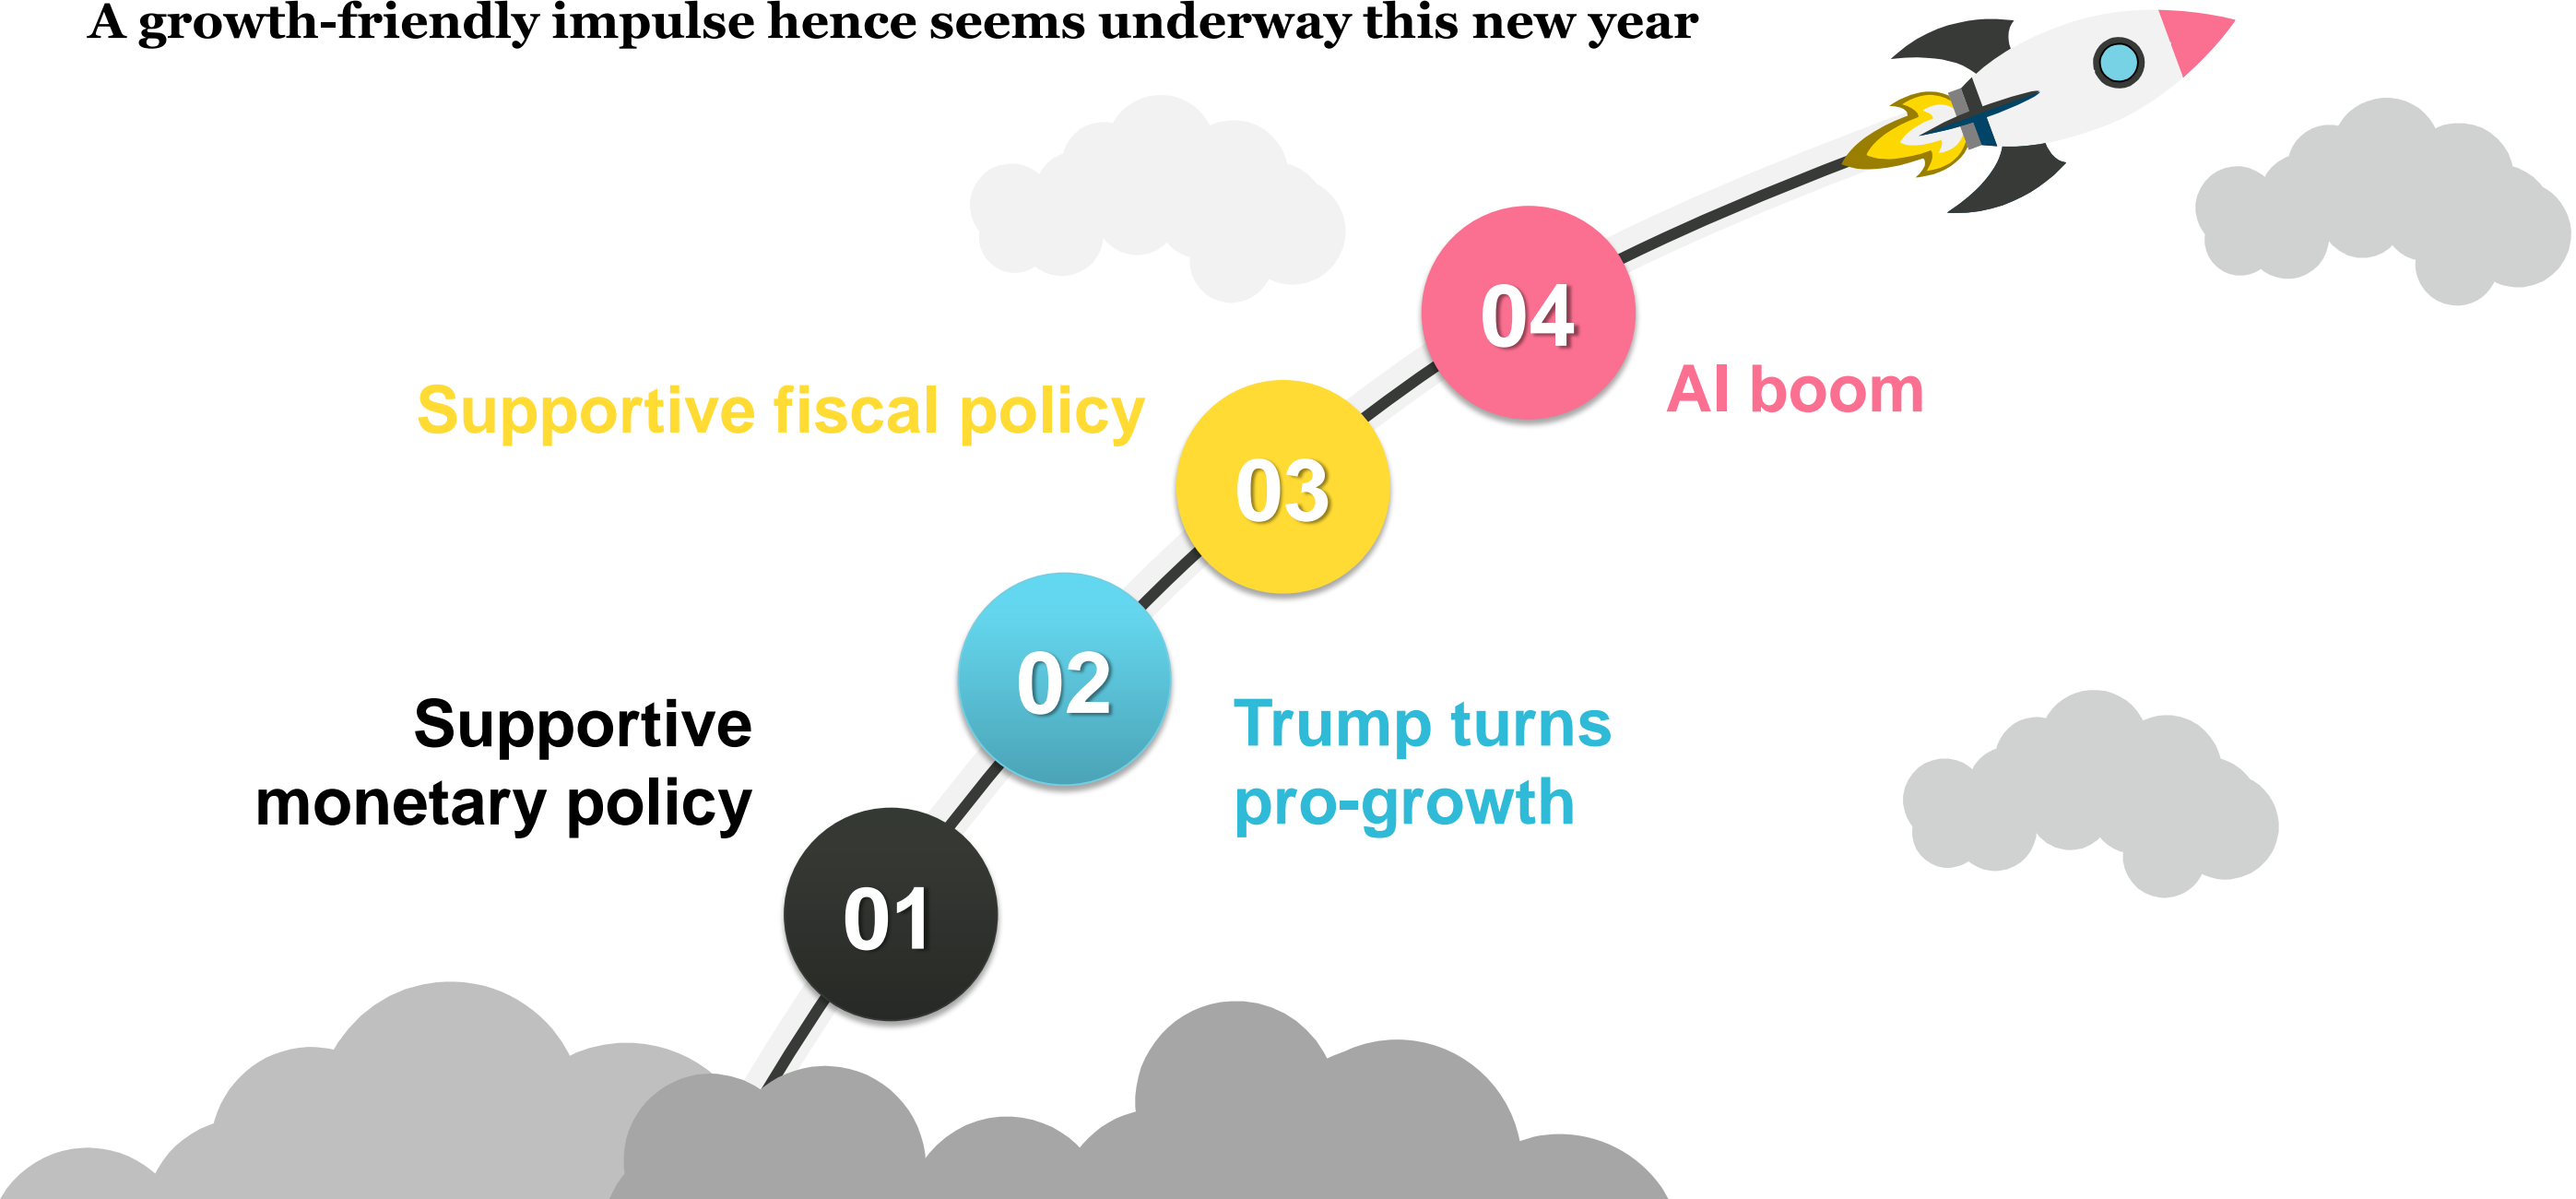 A growth-friendly impulse hence seems underway this new year
04
AI boom
Supportive fiscal policy
03
02
Supportive
monetary policy
Trump turns
pro-growth
01